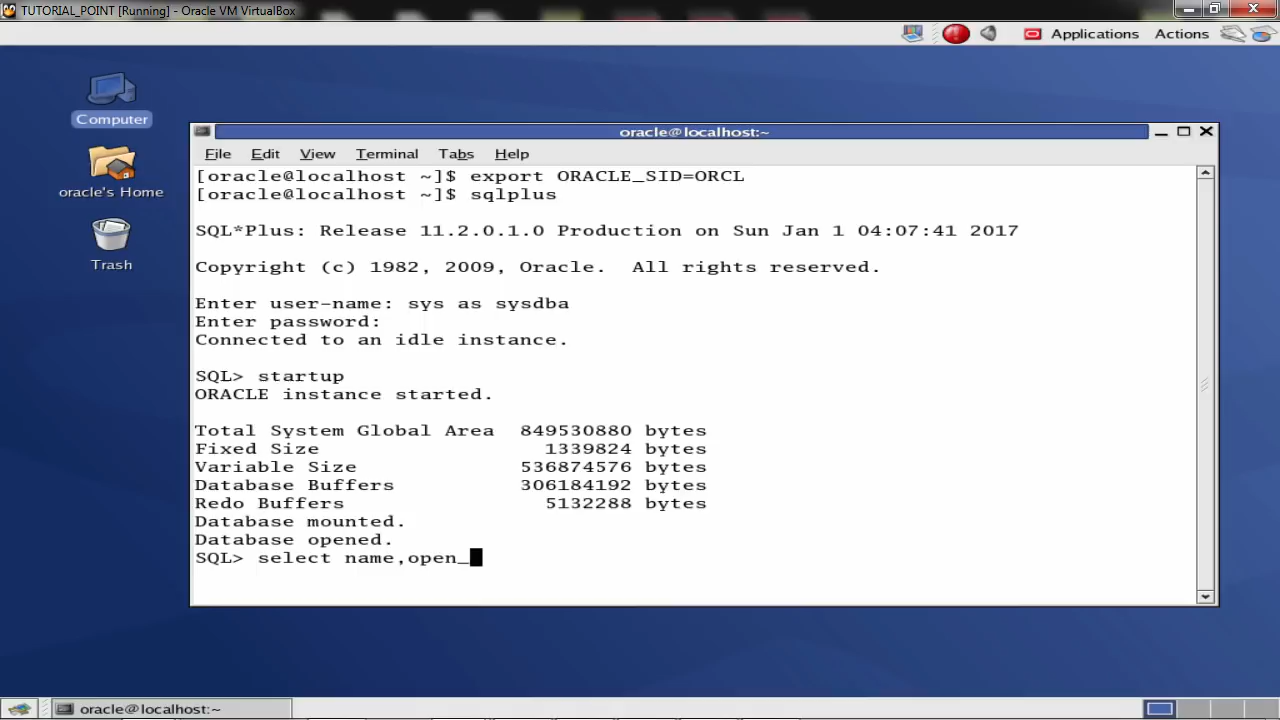 TUTORIAL_POINT [Running] - Oracle VM VirtualBox
Applications Actions
Computer
oracle's Home
Trash
oracle@localhost:~
File Edit View Terminal Tabs Help
[oracle@localhost ~]$ export ORACLE_SID=ORCL
[oracle@localhost ~]$ sqlplus
SQL*Plus: Release 11.2.0.1.0 Production on Sun Jan 1 04:07:41 2017
Copyright (c) 1982, 2009, Oracle.  All rights reserved.
Enter user-name: sys as sysdba
Enter password:
Connected to an idle instance.
SQL> startup
ORACLE instance started.
Total System Global Area  849530880 bytes
Fixed Size                  1339824 bytes
Variable Size             536874576 bytes
Database Buffers          306184192 bytes
Redo Buffers                5132288 bytes
Database mounted.
Database opened.
SQL> select name,open_
oracle@localhost:~